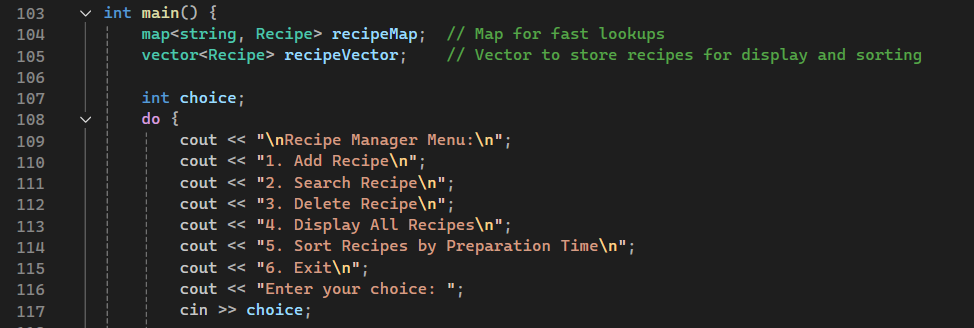 103 int main() {
104 map<string, Recipe> recipeMap; // Map for fast lookups
105 vector<Recipe> recipeVector; // Vector to store recipes for display and sorting
106
107 int choice;
108 do {
109 cout << "\nRecipe Manager Menu:\n";
110 cout << "1. Add Recipe\n";
111 cout << "2. Search Recipe\n";
112 cout << "3. Delete Recipe\n";
113 cout << "4. Display All Recipes\n";
114 cout << "5. Sort Recipes by Preparation Time\n";
115 cout << "6. Exit\n";
116 cout << "Enter your choice: ";
117 cin >> choice;